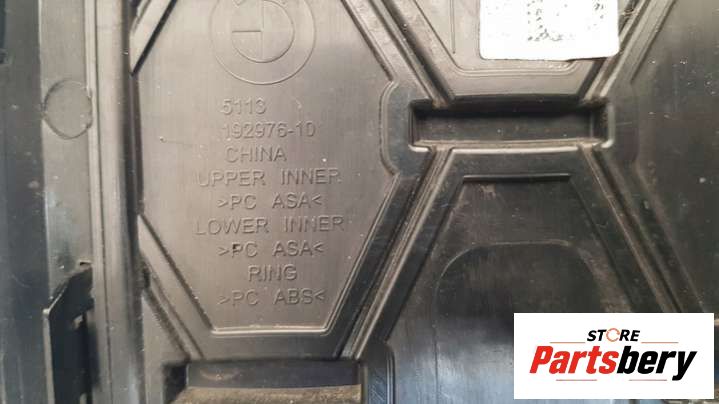 5113
192976-10
CHINA
UPPER INNER
>PC ASA<
LOWER INNER
>PC ASA<
RING
>PC ABS<
STORE
Partsbery